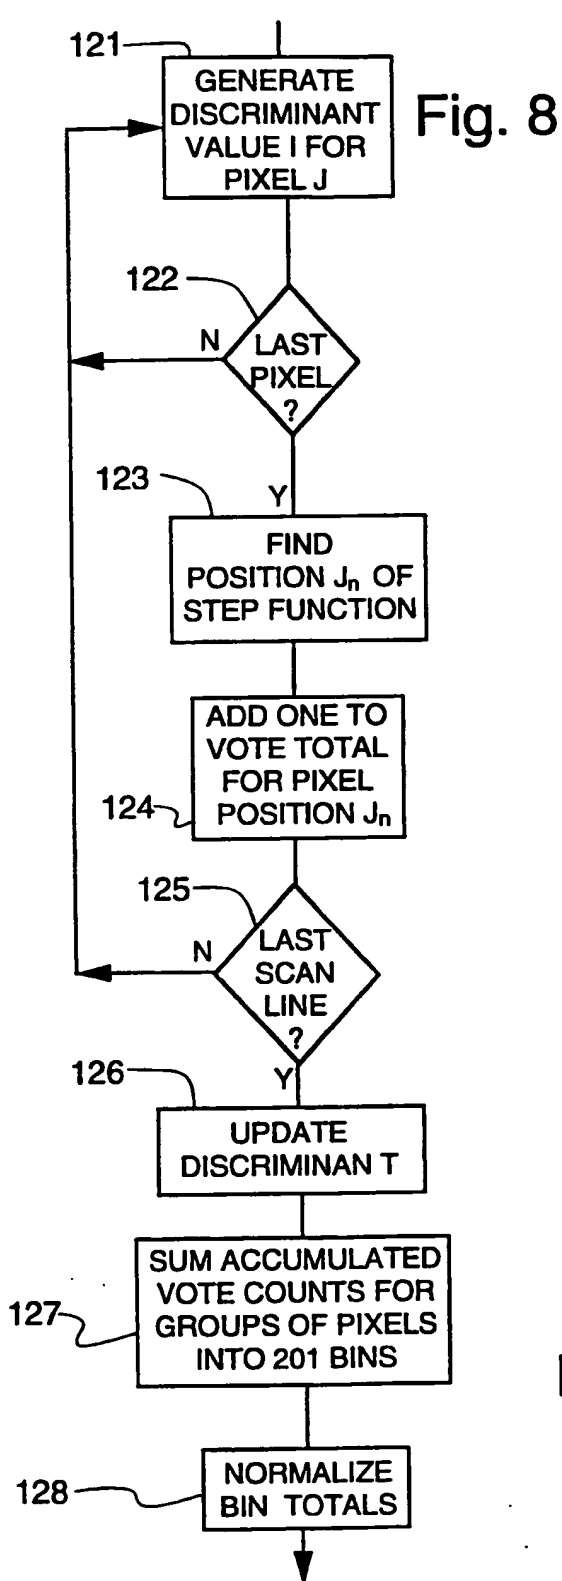 121
GENERATE
DISCRIMINANT
VALUE I FOR
PIXEL J
Fig. 8
122
N
LAST
PIXEL
?
123
Y
FIND
POSITION Jn OF
STEP FUNCTION
ADD ONE TO
VOTE TOTAL
FOR PIXEL
POSITION Jn
124
125
N
LAST
SCAN
LINE
?
126
Y
UPDATE
DISCRIMINAN T
SUM ACCUMULATED
VOTE COUNTS FOR
GROUPS OF PIXELS
INTO 201 BINS
127
NORMALIZE
BIN TOTALS
128